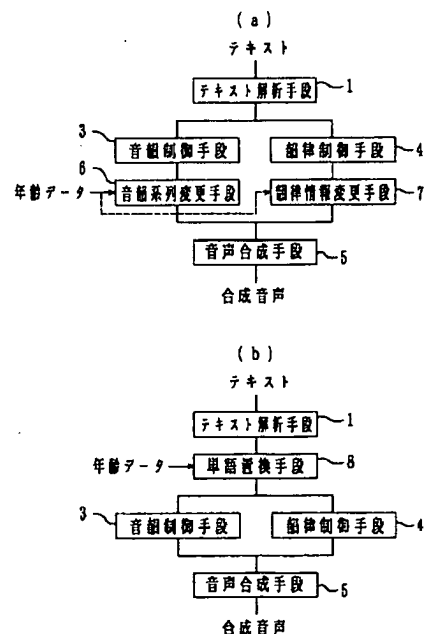 (a)
テキスト
テキスト解析手段 1
3 音韻制御手段 韻律制御手段 4
6
年齢データ 音韻系列変更手段 韻律情報変更手段 7
音声合成手段 5
合成音声
(b)
テキスト
テキスト解析手段 1
年齢データ 単語置換手段 8
3 音韻制御手段 韻律制御手段 4
音声合成手段 5
合成音声